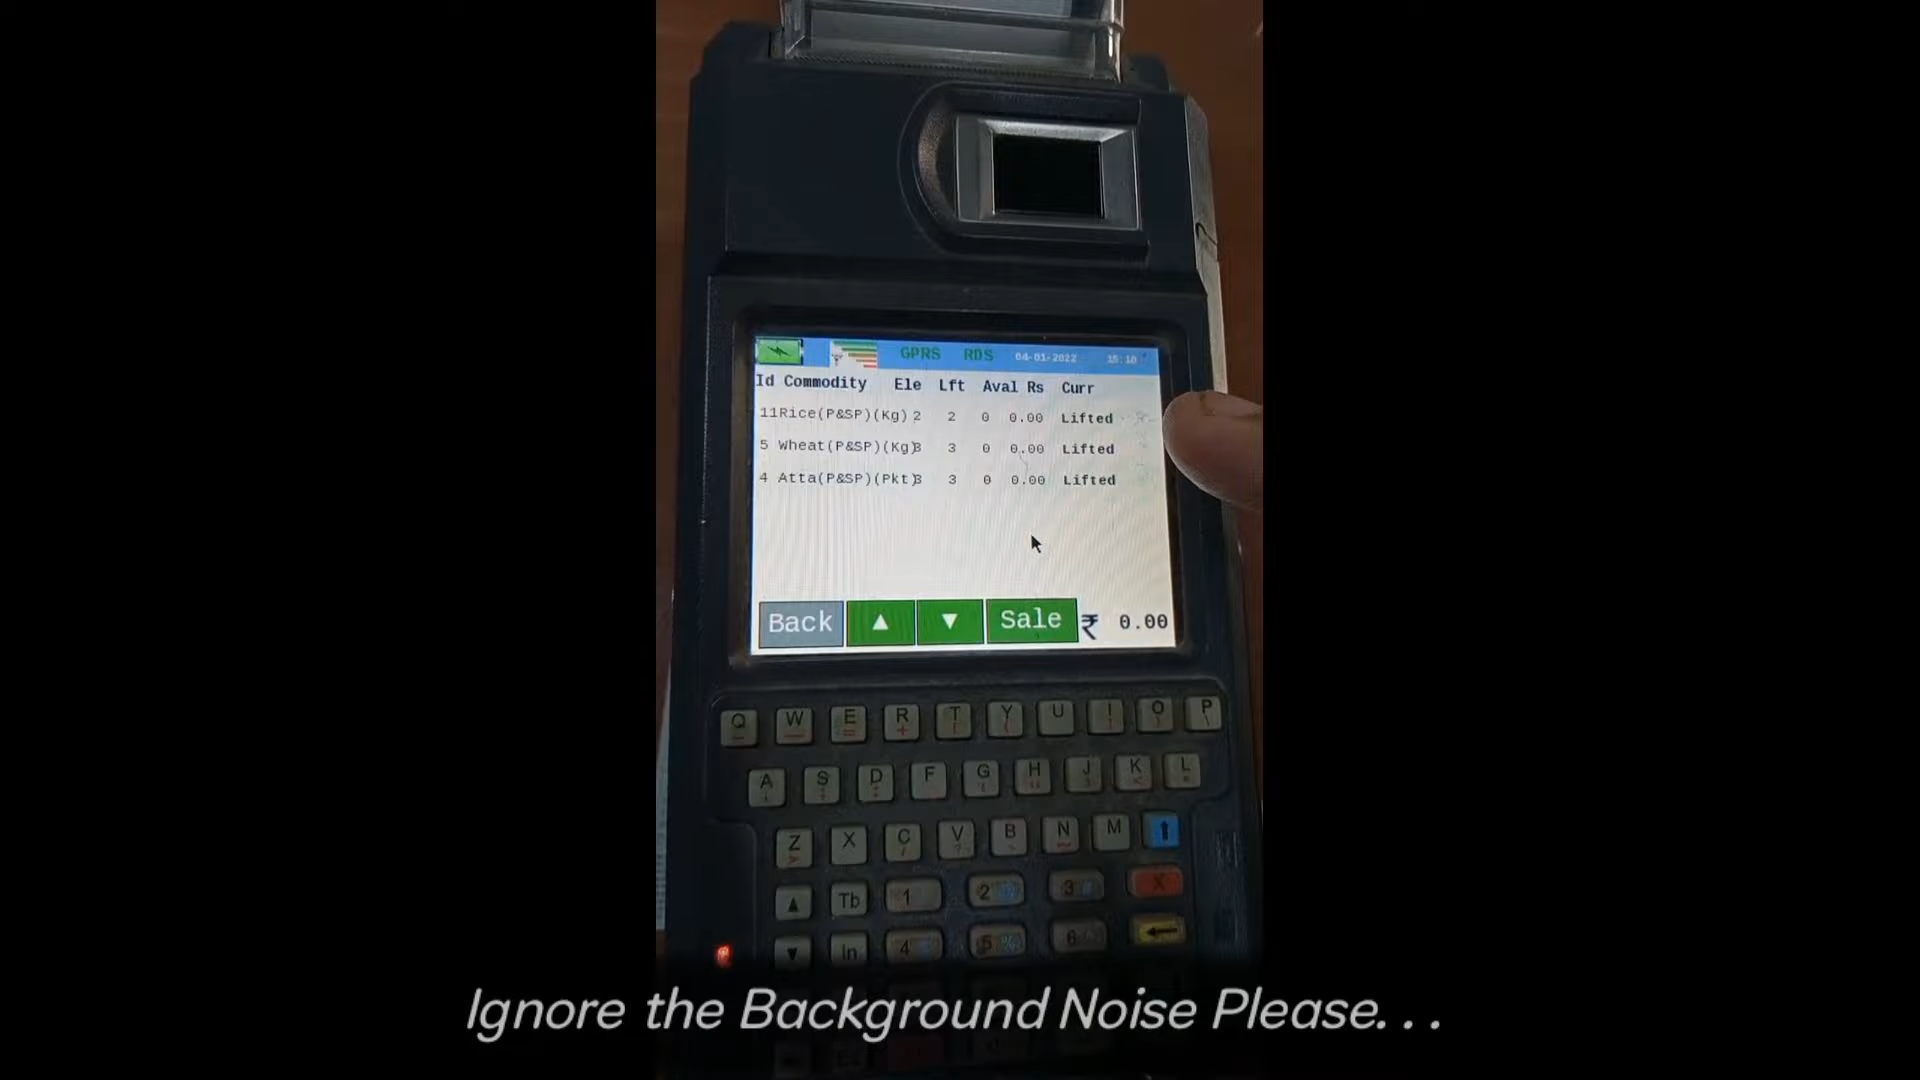 GPRS RDS 04-01-2022 15:10
Id Commodity Ele Lft Aval Rs Curr
11Rice(P&SP)(Kg) 2 2 0 0.00 Lifted
5 Wheat(P&SP)(Kg)3 3 0 0.00 Lifted
4 Atta(P&SP)(Pkt)3 3 0 0.00 Lifted
Back ▲ ▼ Sale ₹ 0.00
Q W E R T Y U I O P
A S D F G H J K L
Z X C V B N M
Tb 1 2 3 X
In 4 5 6
Ignore the Background Noise Please...